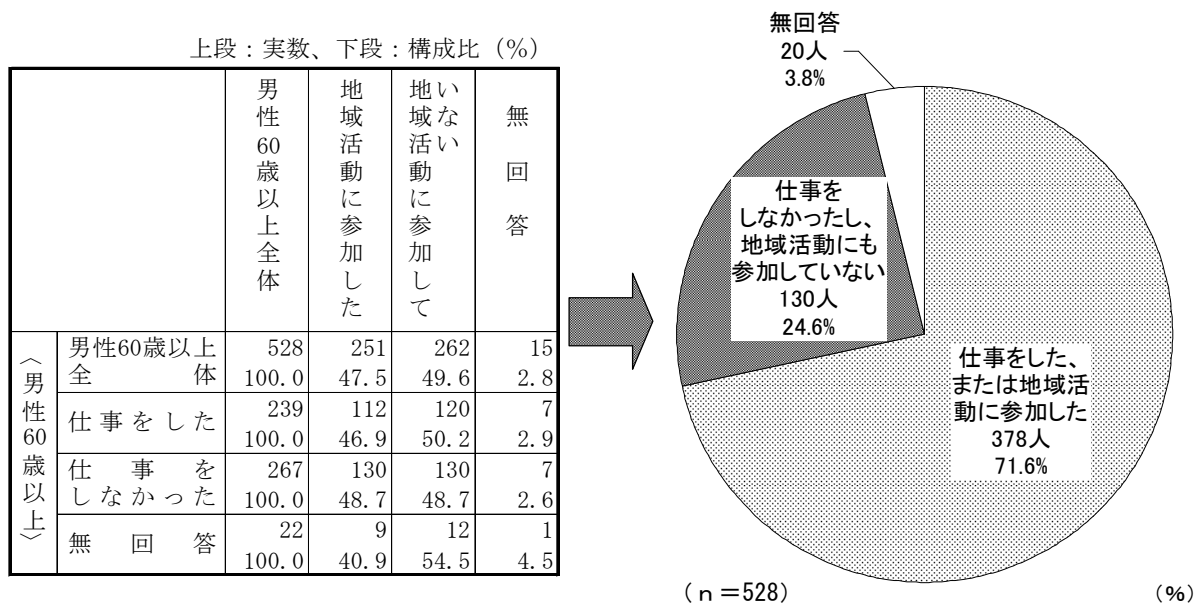 上段：実数、下段：構成比（％）
男性60歳以上全体
地域活動に参加した
地域活動に参加して
いない
無回答
〈男性60歳以上〉
男性60歳以上
全体
528 251 262 15
100.0 47.5 49.6 2.8
仕事をした
239 112 120 7
100.0 46.9 50.2 2.9
仕事を
しなかった
267 130 130 7
100.0 48.7 48.7 2.6
無回答
22 9 12 1
100.0 40.9 54.5 4.5
無回答
20人
3.8%
仕事を
しなかったし、
地域活動にも
参加していない
130人
24.6%
仕事をした、
または地域活
動に参加した
378人
71.6%
（ｎ＝528）
(%)